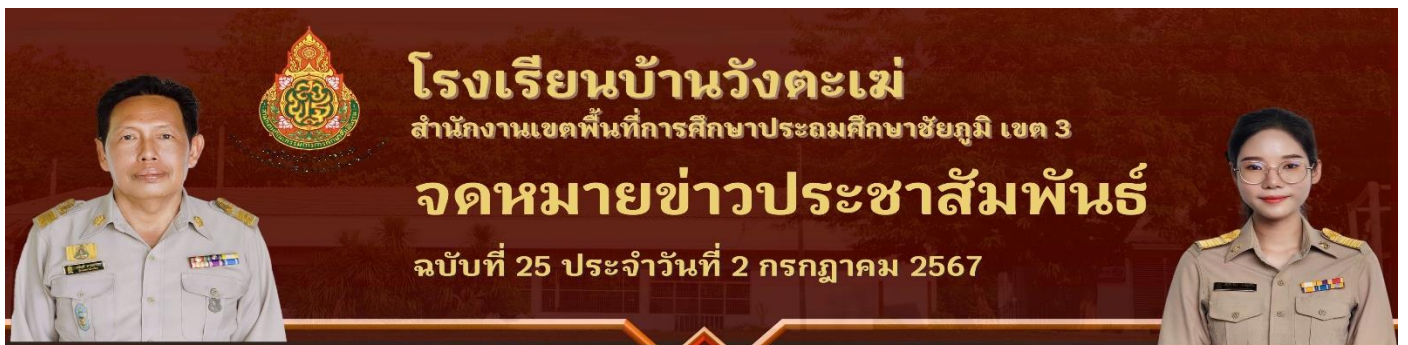 โรงเรียนบ้านวังตะเฆ่
สำนักงานเขตพื้นที่การศึกษาประถมศึกษาชัยภูมิ เขต 3
จดหมายข่าวประชาสัมพันธ์
ฉบับที่ 25 ประจำวันที่ 2 กรกฎาคม 2567